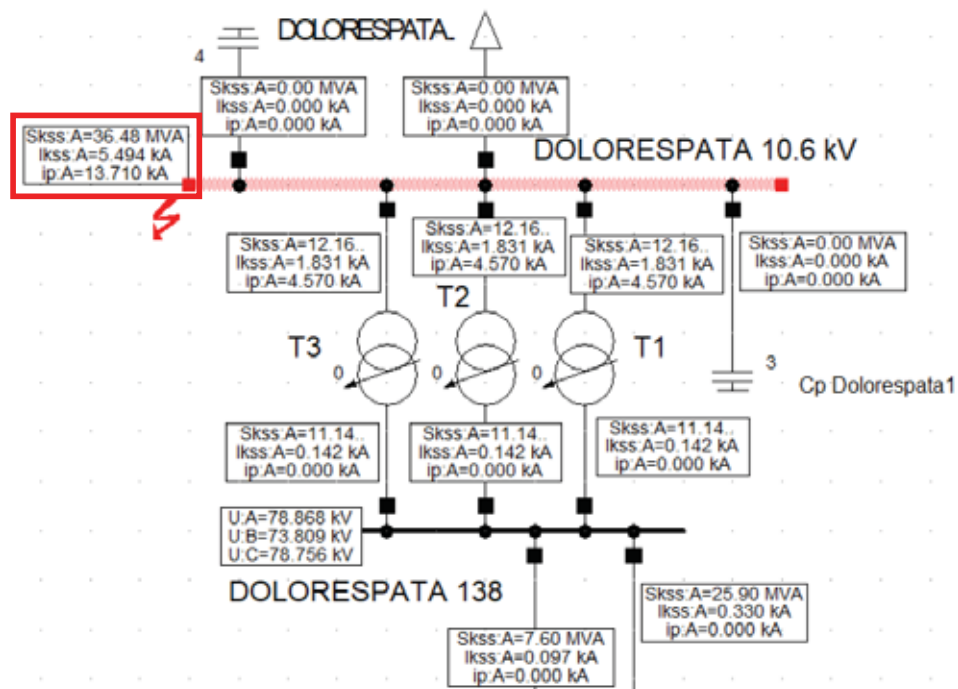 DOLORESPATA_
4
Skss:A=0.00 MVA
Ikss:A=0.000 kA
ip:A=0.000 kA
Skss:A=0.00 MVA
Ikss:A=0.000 kA
ip:A=0.000 kA
Skss:A=36.48 MVA
Ikss:A=5.494 kA
ip:A=13.710 kA
DOLORESPATA 10.6 kV
Skss:A=12.16..
Ikss:A=1.831 kA
ip:A=4.570 kA
Skss:A=12.16..
Ikss:A=1.831 kA
ip:A=4.570 kA
Skss:A=12.16..
Ikss:A=1.831 kA
ip:A=4.570 kA
Skss:A=0.00 MVA
Ikss:A=0.000 kA
ip:A=0.000 kA
T3
T2
T1
0
0
0
3
Cp Dolorespata1
Skss:A=11.14..
Ikss:A=0.142 kA
ip:A=0.000 kA
Skss:A=11.14..
Ikss:A=0.142 kA
ip:A=0.000 kA
Skss:A=11.14..
Ikss:A=0.142 kA
ip:A=0.000 kA
U:A=78.868 kV
U:B=73.809 kV
U:C=78.756 kV
DOLORESPATA 138
Skss:A=7.60 MVA
Ikss:A=0.097 kA
ip:A=0.000 kA
Skss:A=25.90 MVA
Ikss:A=0.330 kA
ip:A=0.000 kA